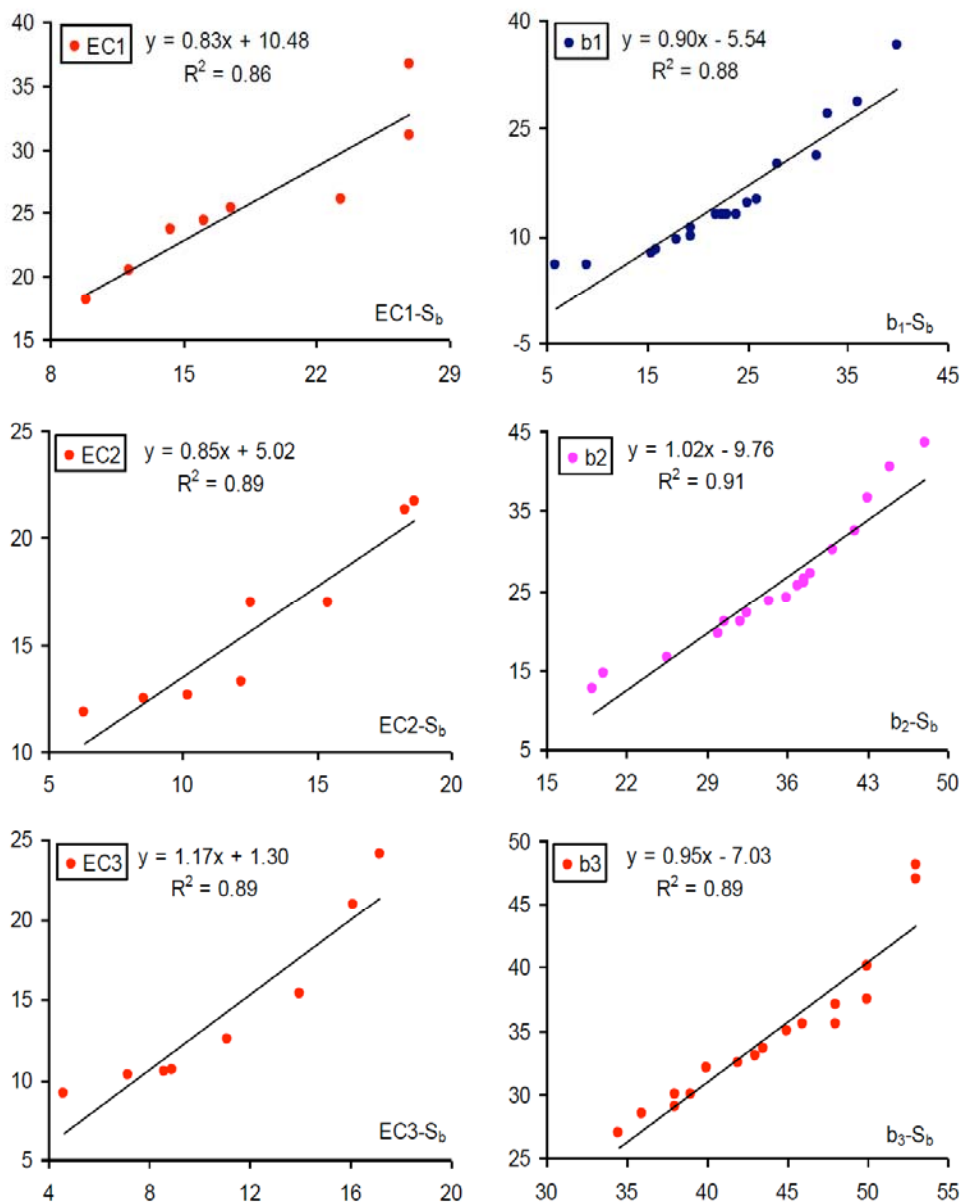 40
35
30
25
20
15
EC1
y = 0.83x + 10.48
R² = 0.86
EC1-S_b
8 15 22 29
40
25
10
-5
b1
y = 0.90x - 5.54
R² = 0.88
b₁-S_b
5 15 25 35 45
25
20
15
10
EC2
y = 0.85x + 5.02
R² = 0.89
EC2-S_b
5 10 15 20
45
35
25
15
5
b2
y = 1.02x - 9.76
R² = 0.91
b₂-S_b
15 22 29 36 43 50
25
20
15
10
5
EC3
y = 1.17x + 1.30
R² = 0.89
EC3-S_b
4 8 12 16 20
50
45
40
35
30
25
b3
y = 0.95x - 7.03
R² = 0.89
b₃-S_b
30 35 40 45 50 55